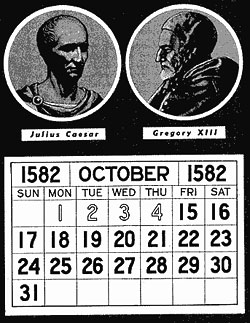 Julius Caesar Gregory XIII
1582 OCTOBER 1582
SUN MON TUE WED THU FRI SAT
1 2 3 4 15 16
17 18 19 20 21 22 23
24 25 26 27 28 29 30
31